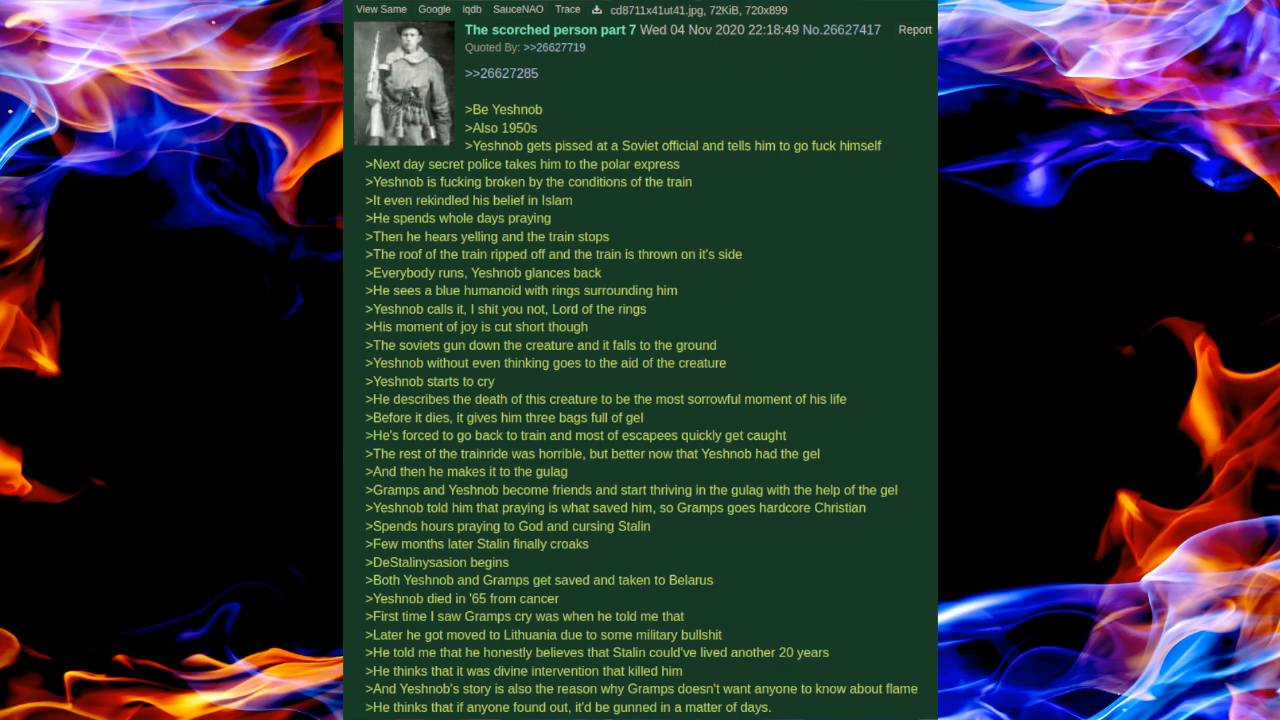 View Same Google iqdb SauceNAO Trace cd8711x41ut41.jpg, 72KiB, 720x899
The scorched person part 7 Wed 04 Nov 2020 22:18:49 No.26627417 Report
Quoted By: >>26627719
>>26627285
>Be Yeshnob
>Also 1950s
>Yeshnob gets pissed at a Soviet official and tells him to go fuck himself
>Next day secret police takes him to the polar express
>Yeshnob is fucking broken by the conditions of the train
>It even rekindled his belief in Islam
>He spends whole days praying
>Then he hears yelling and the train stops
>The roof of the train ripped off and the train is thrown on it's side
>Everybody runs, Yeshnob glances back
>He sees a blue humanoid with rings surrounding him
>Yeshnob calls it, I shit you not, Lord of the rings
>His moment of joy is cut short though
>The soviets gun down the creature and it falls to the ground
>Yeshnob without even thinking goes to the aid of the creature
>Yeshnob starts to cry
>He describes the death of this creature to be the most sorrowful moment of his life
>Before it dies, it gives him three bags full of gel
>He's forced to go back to train and most of escapees quickly get caught
>The rest of the trainride was horrible, but better now that Yeshnob had the gel
>And then he makes it to the gulag
>Gramps and Yeshnob become friends and start thriving in the gulag with the help of the gel
>Yeshnob told him that praying is what saved him, so Gramps goes hardcore Christian
>Spends hours praying to God and cursing Stalin
>Few months later Stalin finally croaks
>DeStalinysasion begins
>Both Yeshnob and Gramps get saved and taken to Belarus
>Yeshnob died in '65 from cancer
>First time I saw Gramps cry was when he told me that
>Later he got moved to Lithuania due to some military bullshit
>He told me that he honestly believes that Stalin could've lived another 20 years
>He thinks that it was divine intervention that killed him
>And Yeshnob's story is also the reason why Gramps doesn't want anyone to know about flame
>He thinks that if anyone found out, it'd be gunned in a matter of days.